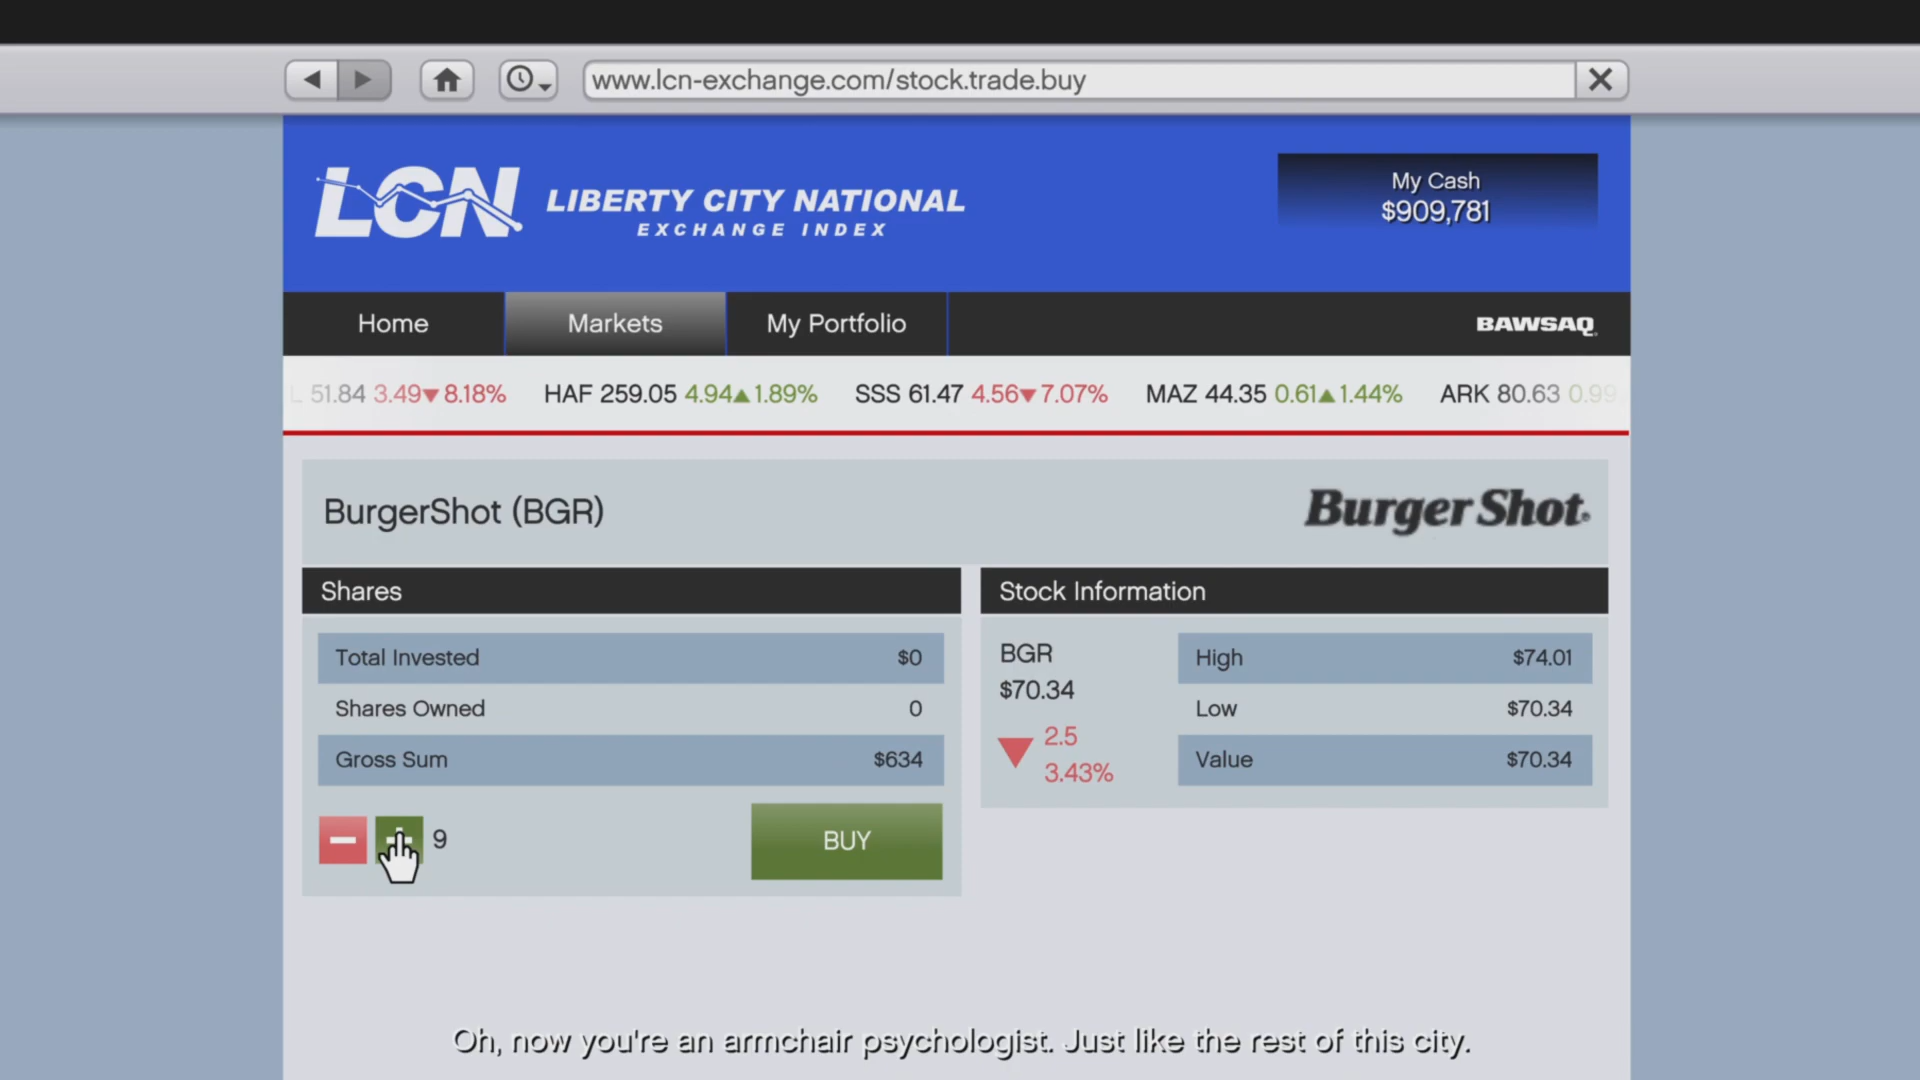 www.lcn-exchange.com/stock.trade.buy
LCN LIBERTY CITY NATIONAL
EXCHANGE INDEX
My Cash
$909,781
Home Markets My Portfolio BAWSAQ
L 51.84 3.49▼8.18% HAF 259.05 4.94▲1.89% SSS 61.47 4.56▼7.07% MAZ 44.35 0.61▲1.44% ARK 80.63 0.99
BurgerShot (BGR) Burger Shot
Shares
Total Invested $0
Shares Owned 0
Gross Sum $634
9 BUY
Stock Information
BGR
$70.34
2.5
3.43%
High $74.01
Low $70.34
Value $70.34
Oh, now you're an armchair psychologist. Just like the rest of this city.